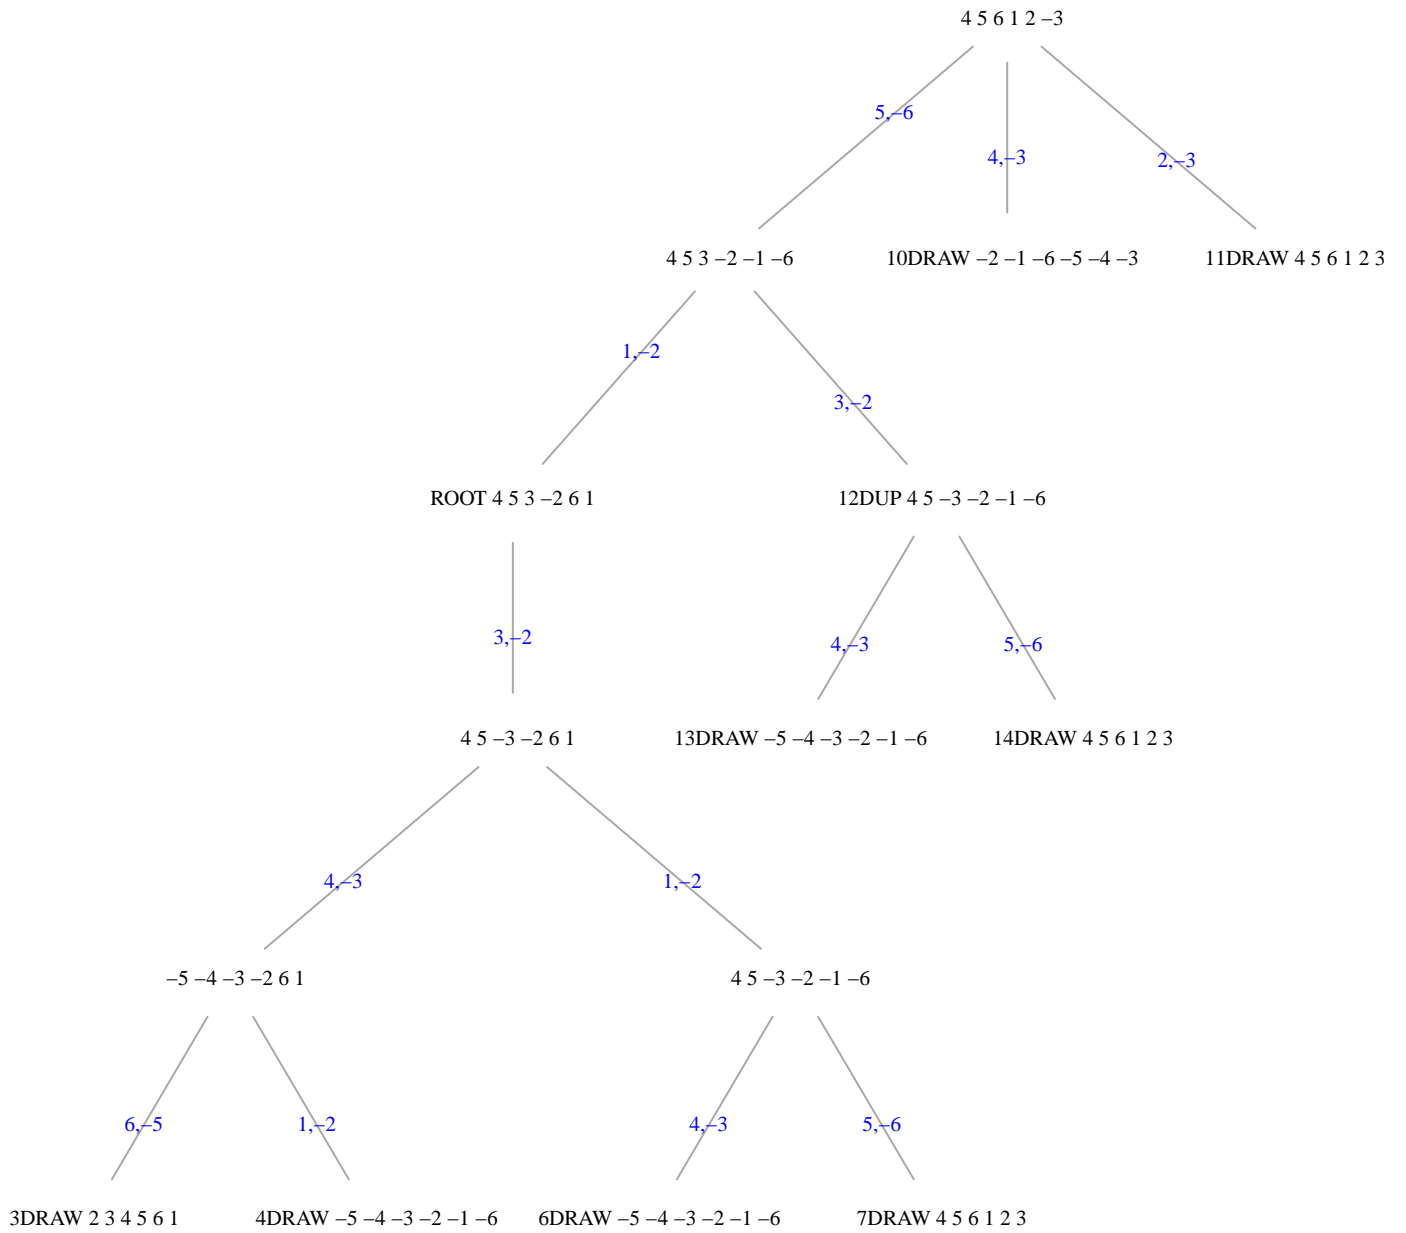 4 5 6 1 2 –3
5,–6
4,–3
2,–3
4 5 3 –2 –1 –6
10DRAW –2 –1 –6 –5 –4 –3
11DRAW 4 5 6 1 2 3
1,–2
3,–2
ROOT 4 5 3 –2 6 1
12DUP 4 5 –3 –2 –1 –6
3,–2
4,–3
5,–6
4 5 –3 –2 6 1
13DRAW –5 –4 –3 –2 –1 –6
14DRAW 4 5 6 1 2 3
4,–3
1,–2
–5 –4 –3 –2 6 1
4 5 –3 –2 –1 –6
6,–5
1,–2
4,–3
5,–6
3DRAW 2 3 4 5 6 1
4DRAW –5 –4 –3 –2 –1 –6
6DRAW –5 –4 –3 –2 –1 –6
7DRAW 4 5 6 1 2 3